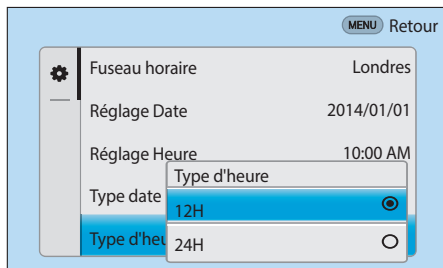 MENU Retour
Fuseau horaire Londres
Réglage Date 2014/01/01
Réglage Heure 10:00 AM
Type date
Type d'heu
Type d'heure
12H
24H